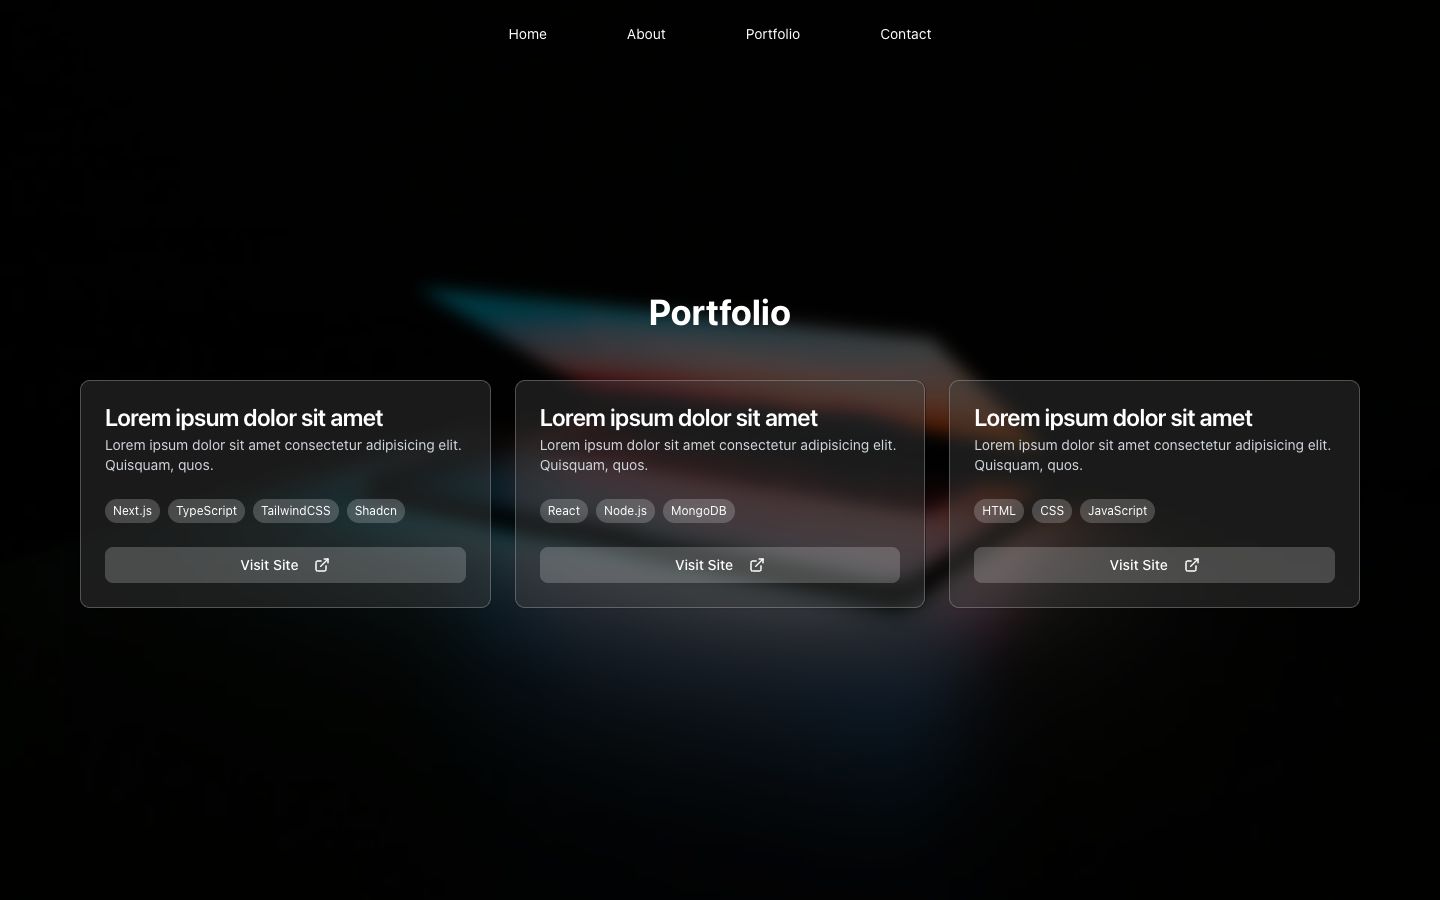 Home
About
Portfolio
Contact
Portfolio
Lorem ipsum dolor sit amet
Lorem ipsum dolor sit amet consectetur adipisicing elit.
Quisquam, quos.
Next.js
TypeScript
TailwindCSS
Shadcn
Visit Site
Lorem ipsum dolor sit amet
Lorem ipsum dolor sit amet consectetur adipisicing elit.
Quisquam, quos.
React
Node.js
MongoDB
Visit Site
Lorem ipsum dolor sit amet
Lorem ipsum dolor sit amet consectetur adipisicing elit.
Quisquam, quos.
HTML
CSS
JavaScript
Visit Site